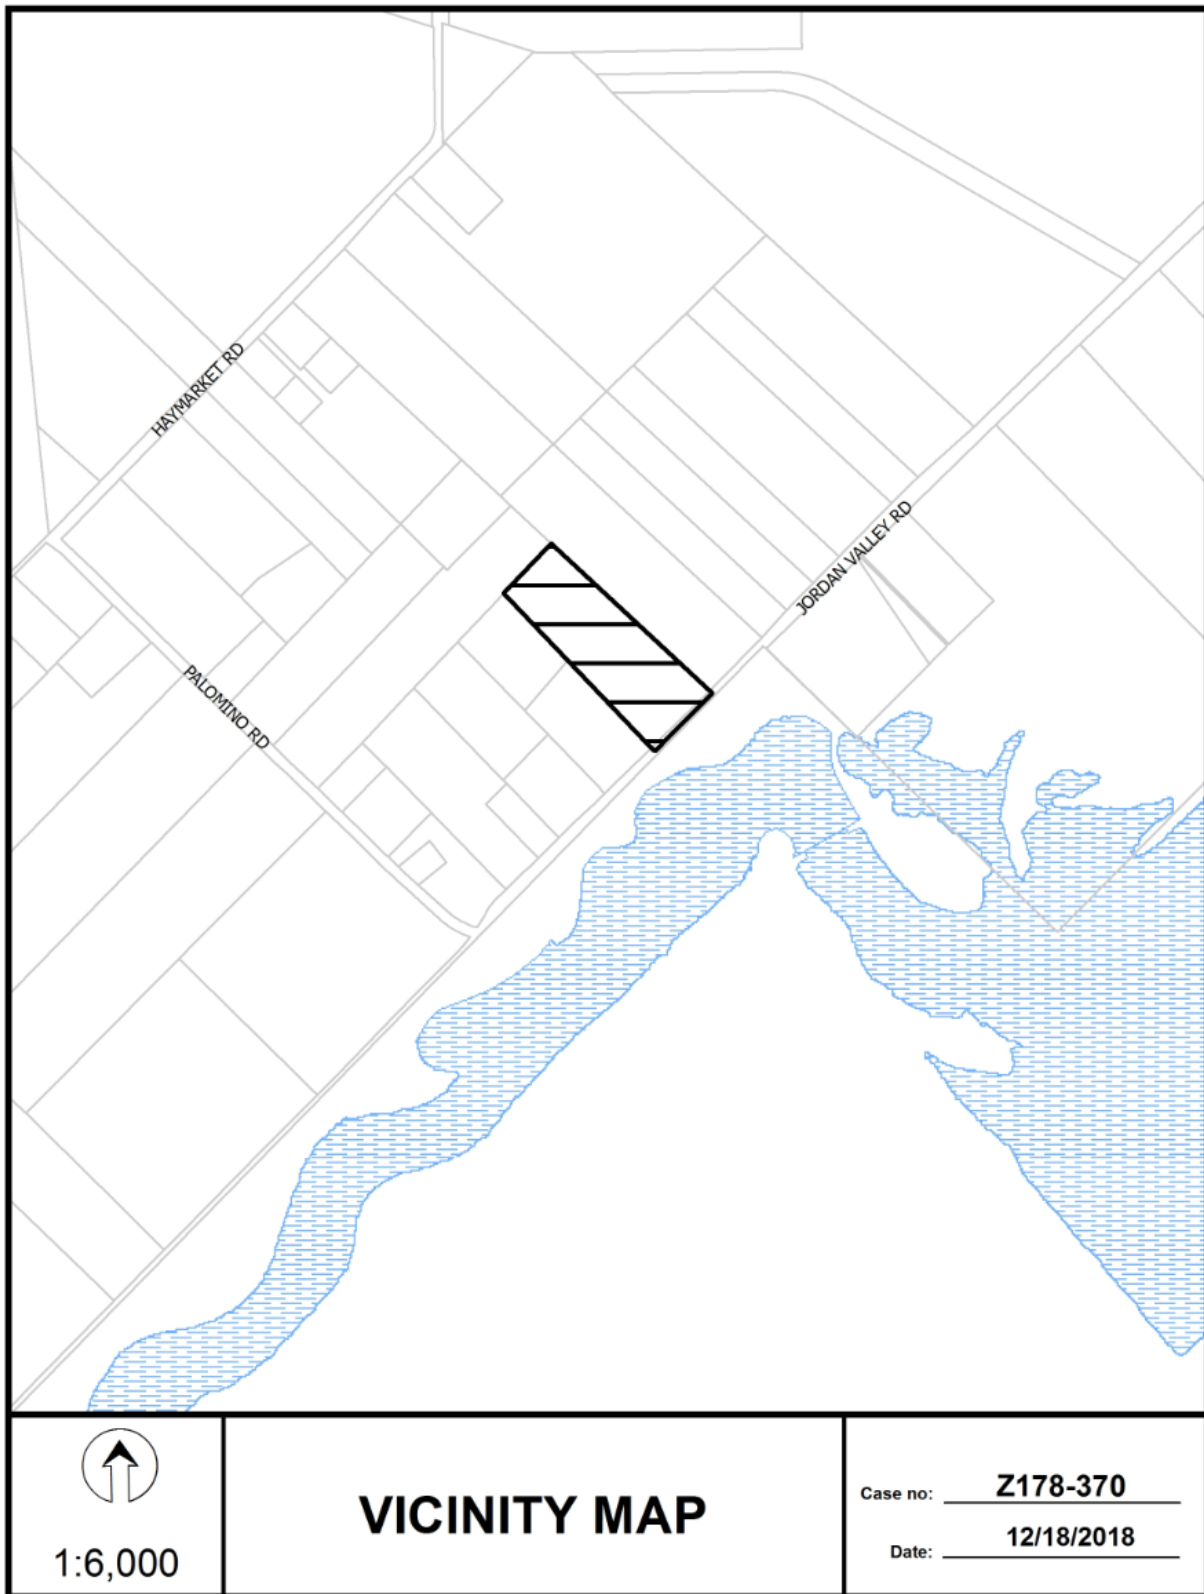 HAYMARKET RD
JORDAN VALLEY RD
PALOMINO RD
1:6,000
VICINITY MAP
Case no: Z178-370
Date: 12/18/2018